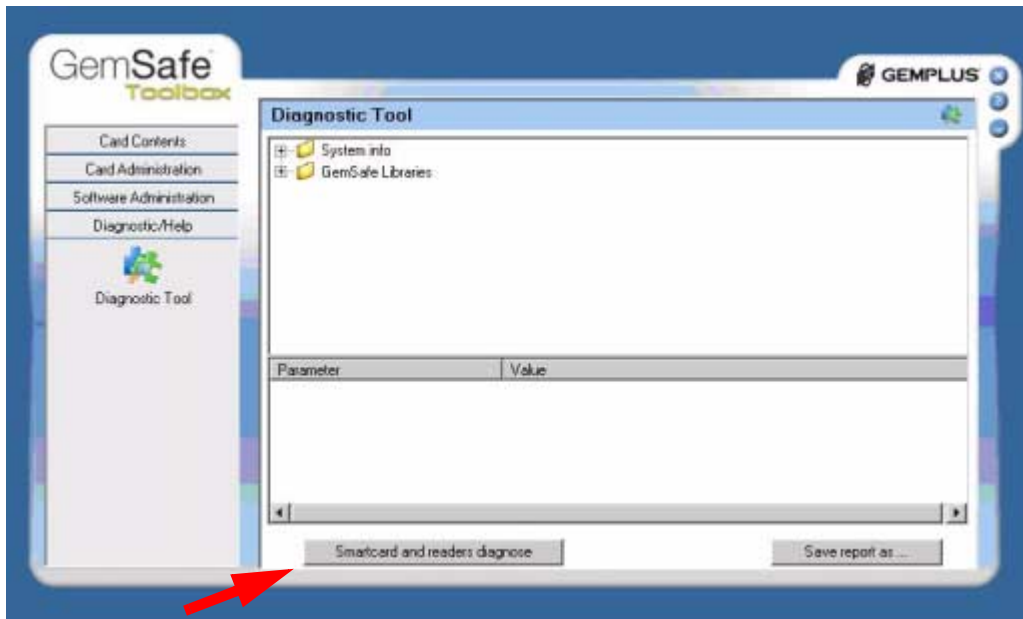 GemSafe
Toolbox
GEMPLUS
Card Contents
Card Administration
Software Administration
Diagnostic/Help
Diagnostic Tool
Diagnostic Tool
System info
GemSafe Libraries
Parameter Value
Smartcard and readers diagnose
Save report as ...